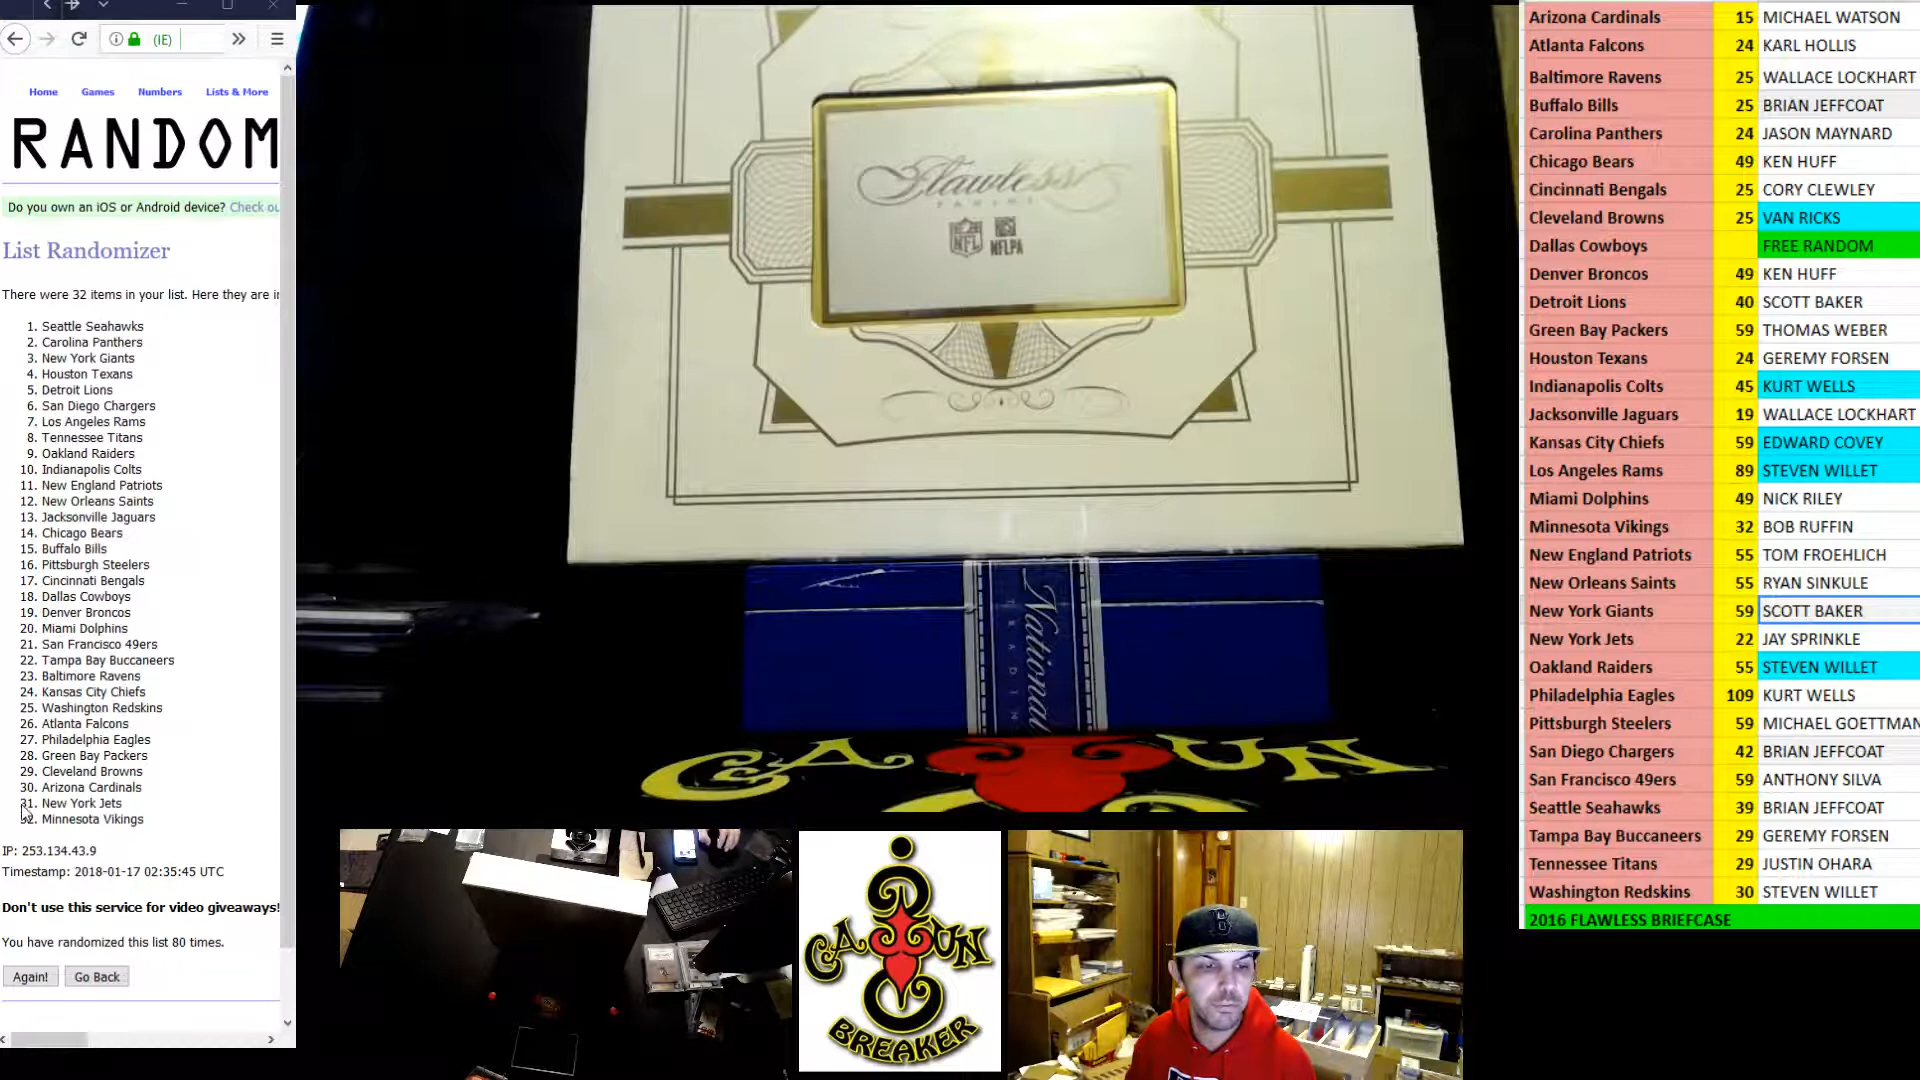 (IE)
Home Games Numbers Lists & More
RANDOM
Do you own an iOS or Android device? Check ou
List Randomizer
There were 32 items in your list. Here they are in
1. Seattle Seahawks
2. Carolina Panthers
3. New York Giants
4. Houston Texans
5. Detroit Lions
6. San Diego Chargers
7. Los Angeles Rams
8. Tennessee Titans
9. Oakland Raiders
10. Indianapolis Colts
11. New England Patriots
12. New Orleans Saints
13. Jacksonville Jaguars
14. Chicago Bears
15. Buffalo Bills
16. Pittsburgh Steelers
17. Cincinnati Bengals
18. Dallas Cowboys
19. Denver Broncos
20. Miami Dolphins
21. San Francisco 49ers
22. Tampa Bay Buccaneers
23. Baltimore Ravens
24. Kansas City Chiefs
25. Washington Redskins
26. Atlanta Falcons
27. Philadelphia Eagles
28. Green Bay Packers
29. Cleveland Browns
30. Arizona Cardinals
31. New York Jets
32. Minnesota Vikings
IP: 253.134.43.9
Timestamp: 2018-01-17 02:35:45 UTC
Don't use this service for video giveaways!
You have randomized this list 80 times.
Again! Go Back
Flawless
PANINI
NFL NFLPA
National
TREADIN
CAJUN
CAJUN
BREAKER
B
Arizona Cardinals 15 MICHAEL WATSON
Atlanta Falcons 24 KARL HOLLIS
Baltimore Ravens 25 WALLACE LOCKHART
Buffalo Bills 25 BRIAN JEFFCOAT
Carolina Panthers 24 JASON MAYNARD
Chicago Bears 49 KEN HUFF
Cincinnati Bengals 25 CORY CLEWLEY
Cleveland Browns 25 VAN RICKS
Dallas Cowboys FREE RANDOM
Denver Broncos 49 KEN HUFF
Detroit Lions 40 SCOTT BAKER
Green Bay Packers 59 THOMAS WEBER
Houston Texans 24 GEREMY FORSEN
Indianapolis Colts 45 KURT WELLS
Jacksonville Jaguars 19 WALLACE LOCKHART
Kansas City Chiefs 59 EDWARD COVEY
Los Angeles Rams 89 STEVEN WILLET
Miami Dolphins 49 NICK RILEY
Minnesota Vikings 32 BOB RUFFIN
New England Patriots 55 TOM FROEHLICH
New Orleans Saints 55 RYAN SINKULE
New York Giants 59 SCOTT BAKER
New York Jets 22 JAY SPRINKLE
Oakland Raiders 55 STEVEN WILLET
Philadelphia Eagles 109 KURT WELLS
Pittsburgh Steelers 59 MICHAEL GOETTMAN
San Diego Chargers 42 BRIAN JEFFCOAT
San Francisco 49ers 59 ANTHONY SILVA
Seattle Seahawks 39 BRIAN JEFFCOAT
Tampa Bay Buccaneers 29 GEREMY FORSEN
Tennessee Titans 29 JUSTIN OHARA
Washington Redskins 30 STEVEN WILLET
2016 FLAWLESS BRIEFCASE